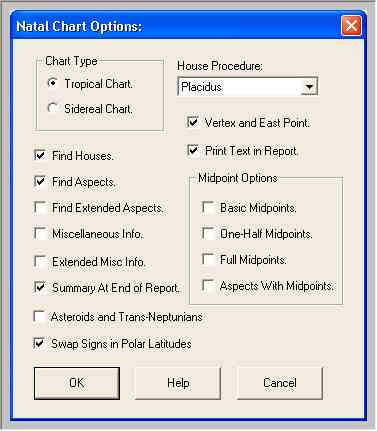 Natal Chart Options:
Chart Type
Tropical Chart.
Sidereal Chart.
House Procedure:
Placidus
Vertex and East Point.
Print Text in Report.
Find Houses.
Find Aspects.
Find Extended Aspects.
Miscellaneous Info.
Extended Misc Info.
Summary At End of Report.
Asteroids and Trans-Neptunians
Swap Signs in Polar Latitudes
Midpoint Options
Basic Midpoints.
One-Half Midpoints.
Full Midpoints.
Aspects With Midpoints.
OK
Help
Cancel